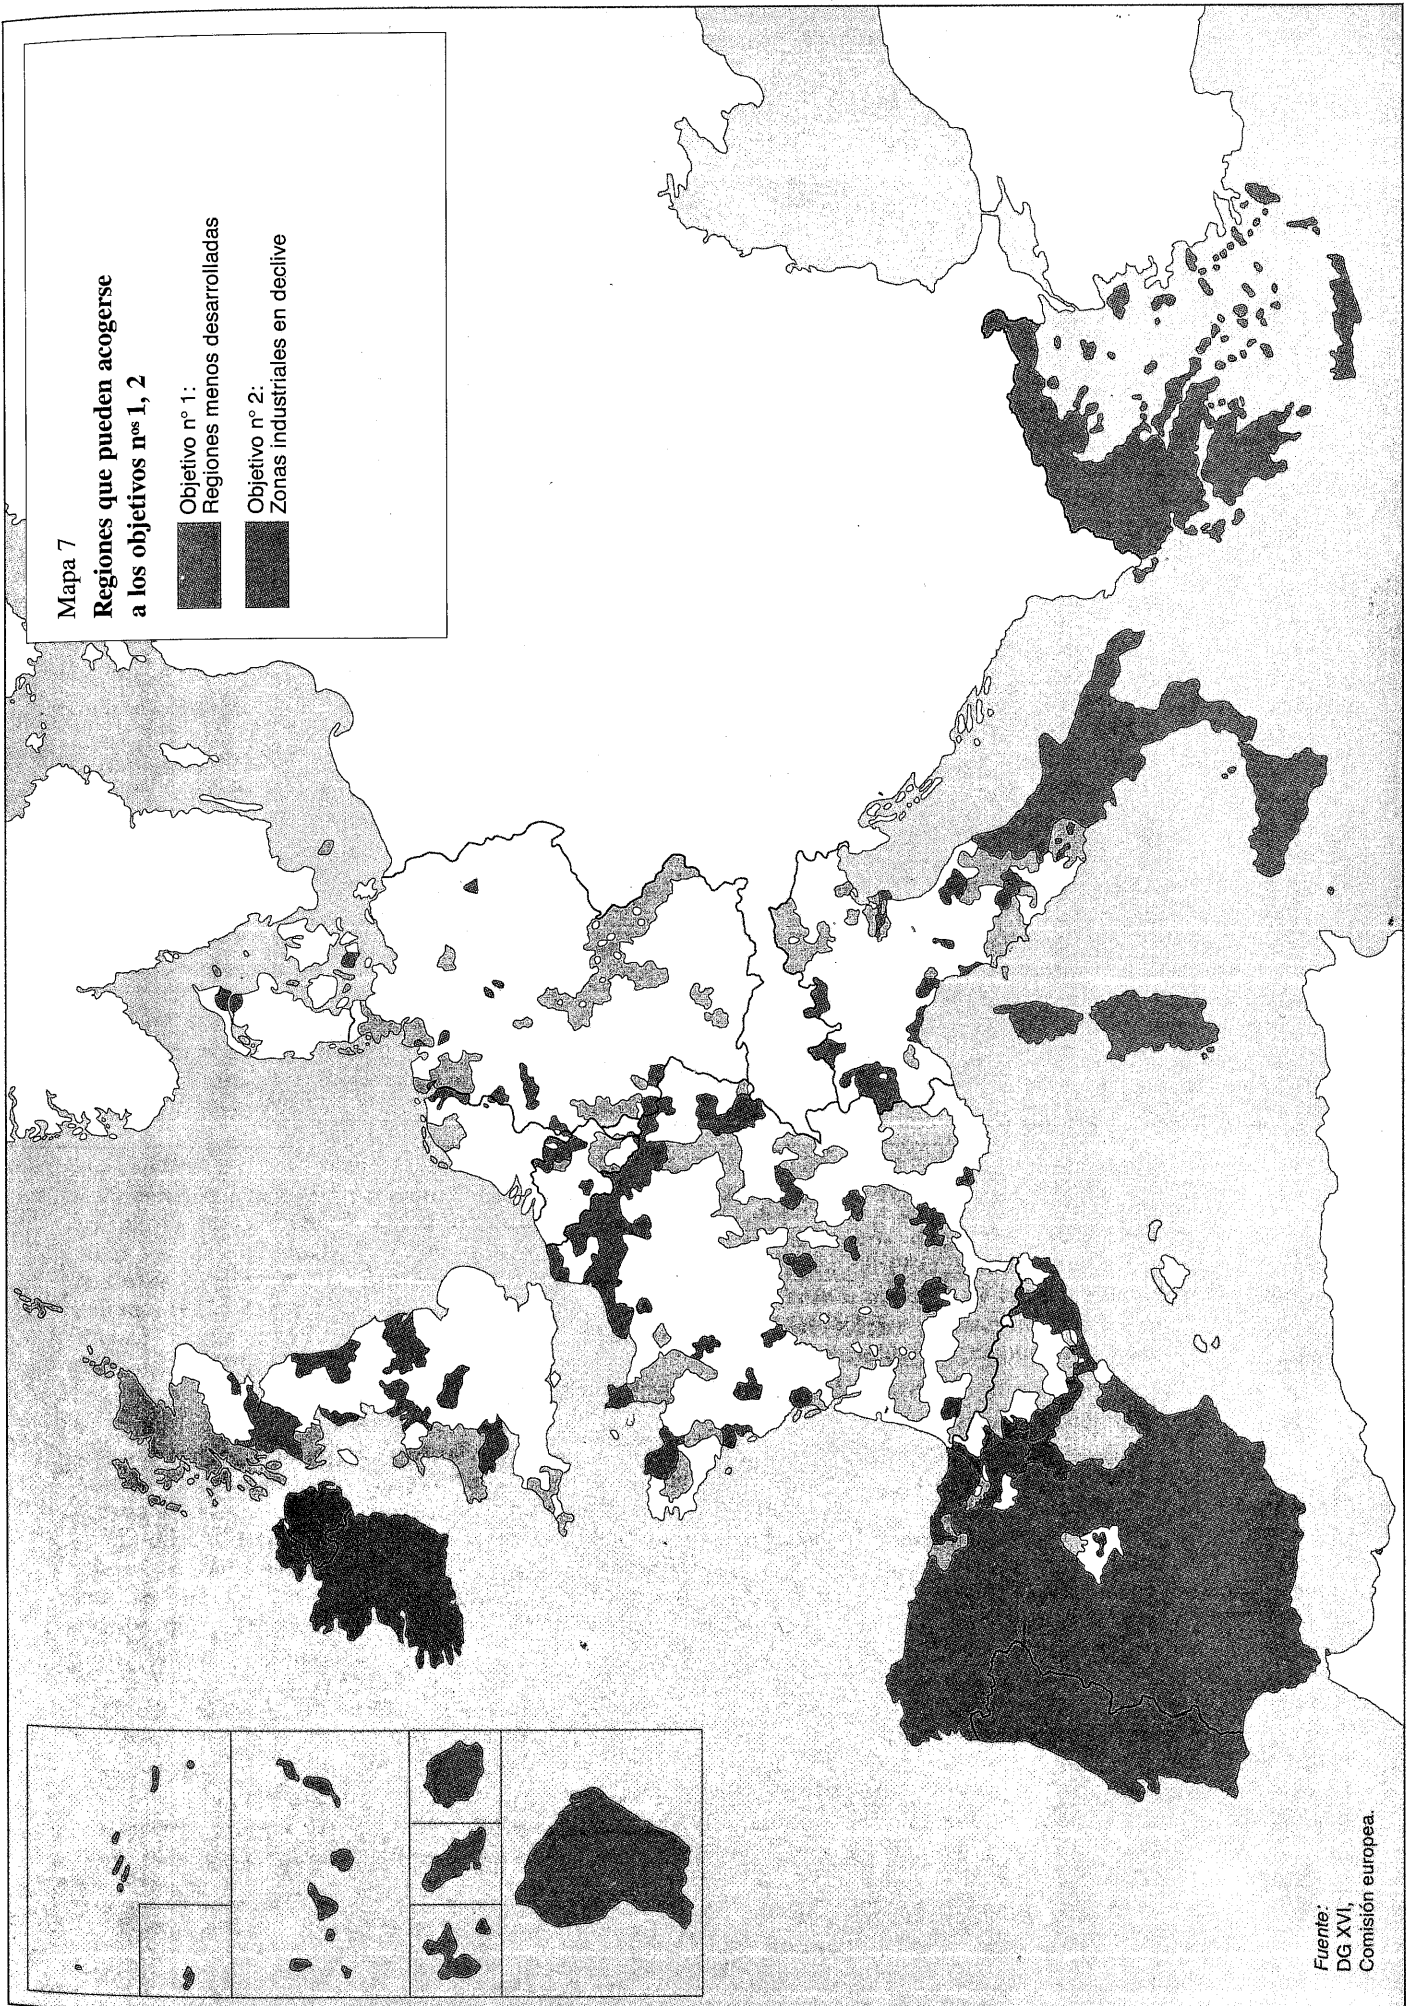 Mapa 7
Regiones que pueden acogerse
a los objetivos nos 1, 2
Objetivo n° 1:
Regiones menos desarrolladas
Objetivo n° 2:
Zonas industriales en declive
Fuente:
DG XVI,
Comisión europea.